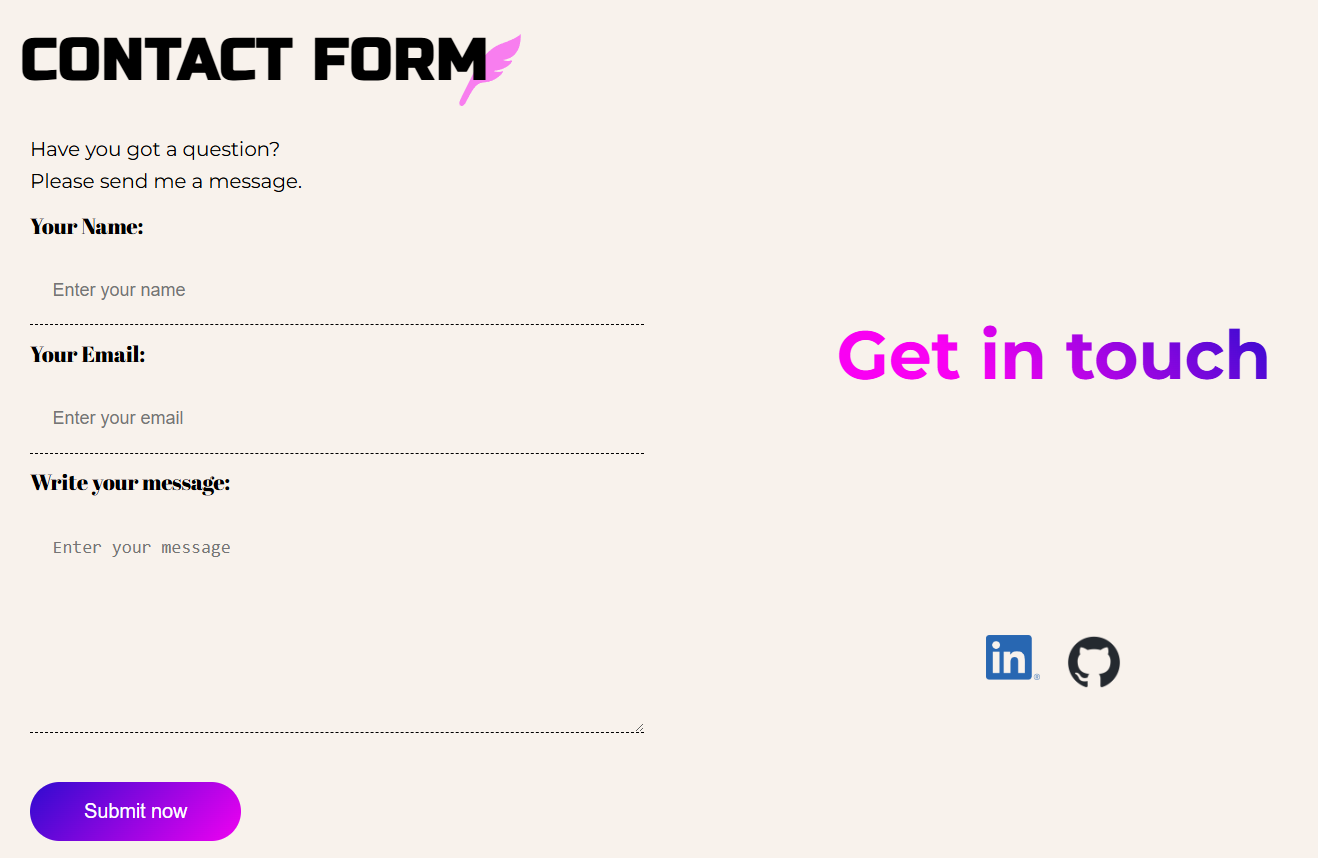 CONTACT FORM
Have you got a question?
Please send me a message.
Your Name:
Enter your name
Your Email:
Enter your email
Write your message:
Enter your message
Submit now
Get in touch
in ®